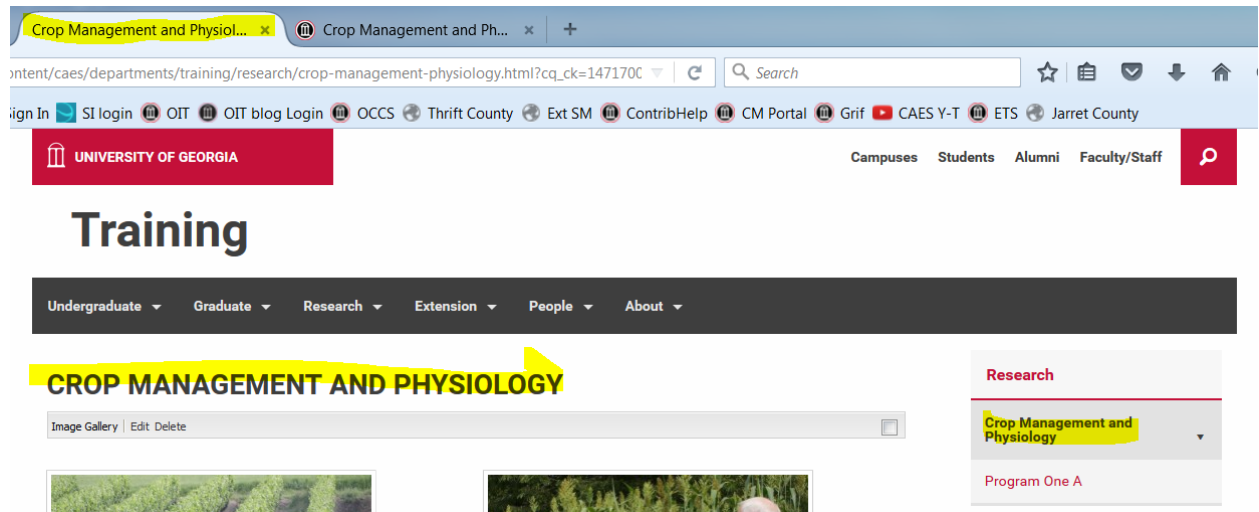 Crop Management and Physiol... × Crop Management and Ph... × +
ontent/caes/departments/training/research/crop-management-physiology.html?cq_ck=147170 Search
ign In SI login OIT OIT blog Login OCCS Thrift County Ext SM ContribHelp CM Portal Grif CAES Y-T ETS Jarret County
UNIVERSITY OF GEORGIA Campuses Students Alumni Faculty/Staff
Training
Undergraduate Graduate Research Extension People About
CROP MANAGEMENT AND PHYSIOLOGY
Image Gallery | Edit Delete
Research
Crop Management and
Physiology
Program One A